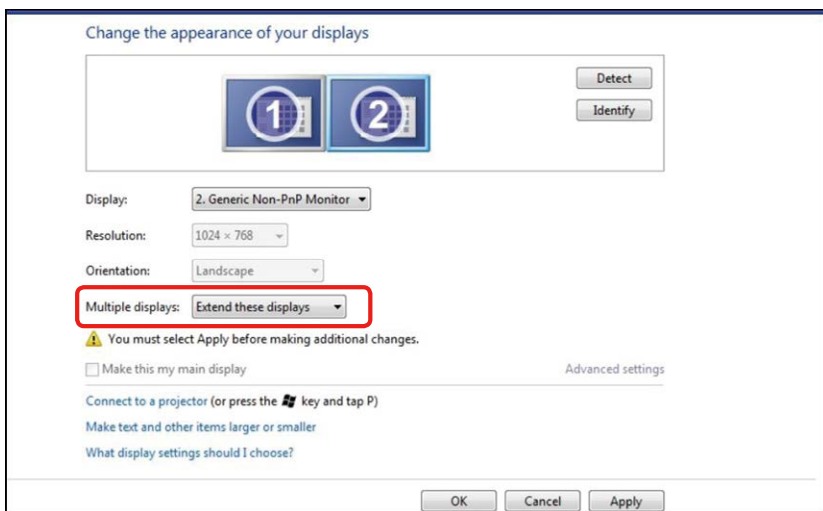 Change the appearance of your displays
1 2
Detect
Identify
Display: 2. Generic Non-PnP Monitor
Resolution: 1024 × 768
Orientation: Landscape
Multiple displays: Extend these displays
You must select Apply before making additional changes.
Make this my main display Advanced settings
Connect to a projector (or press the key and tap P)
Make text and other items larger or smaller
What display settings should I choose?
OK Cancel Apply